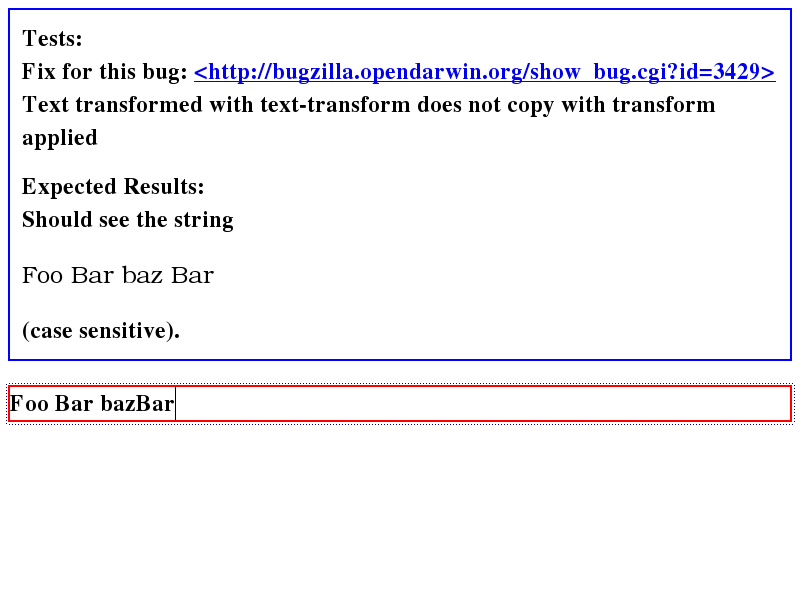 Tests:
Fix for this bug: <http://bugzilla.opendarwin.org/show_bug.cgi?id=3429>
Text transformed with text-transform does not copy with transform
applied
Expected Results:
Should see the string
Foo Bar baz Bar
(case sensitive).
Foo Bar bazBar